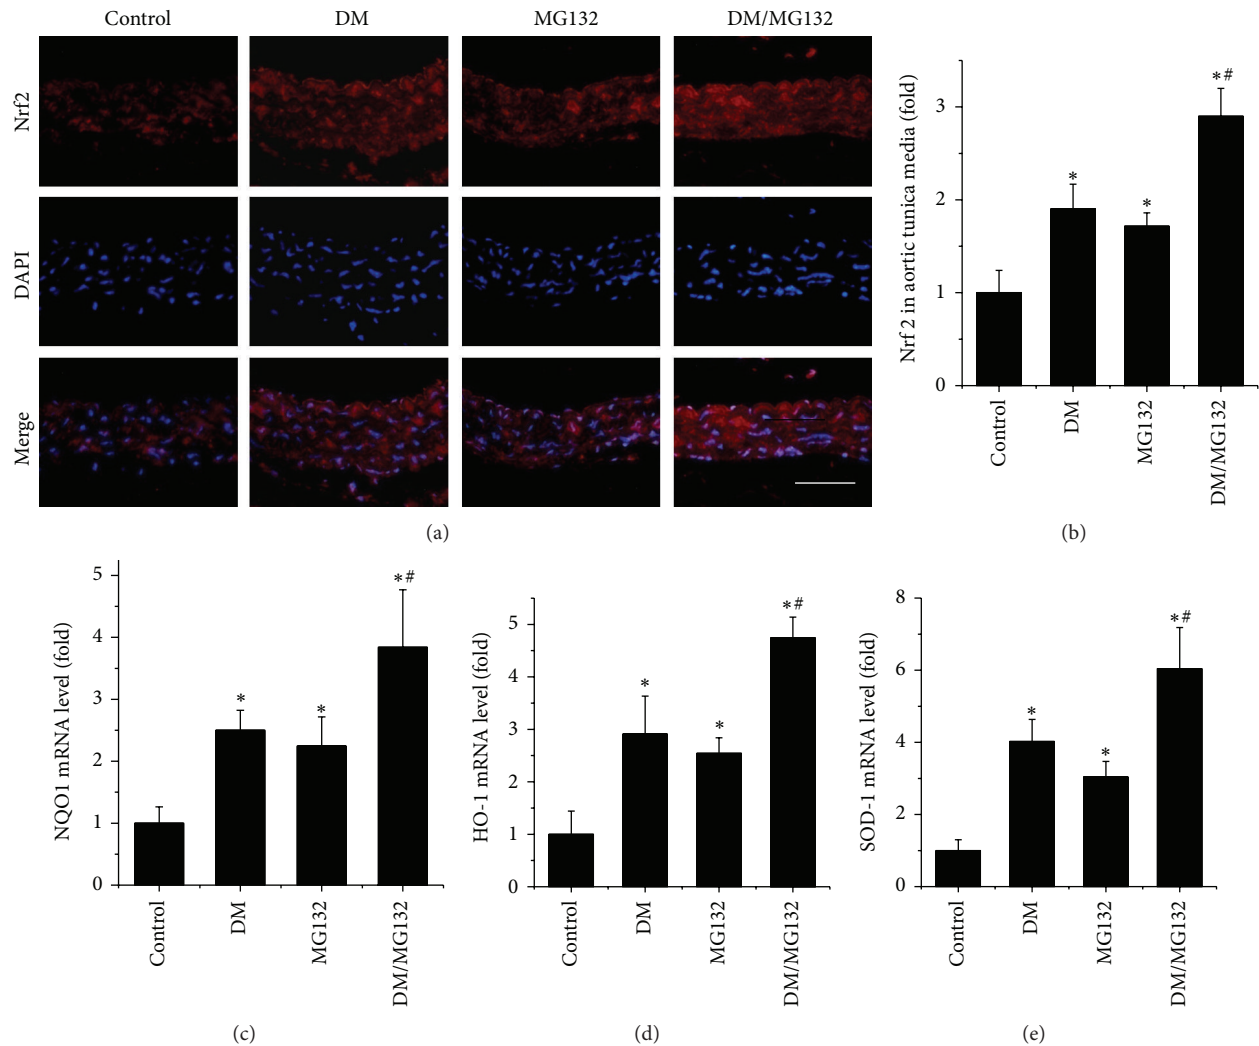 Control DM MG132 DM/MG132
Nrf2
DAPI
Merge
(a)
Nrf 2 in aortic tunica media (fold)
3
2
1
0
*
*
*#
Control
DM
MG132
DM/MG132
(b)
NQO1 mRNA level (fold)
5
4
3
2
1
0
*
*
*#
Control
DM
MG132
DM/MG132
(c)
HO-1 mRNA level (fold)
5
4
3
2
1
0
*
*
*#
Control
DM
MG132
DM/MG132
(d)
SOD-1 mRNA level (fold)
8
6
4
2
0
*
*
*#
Control
DM
MG132
DM/MG132
(e)